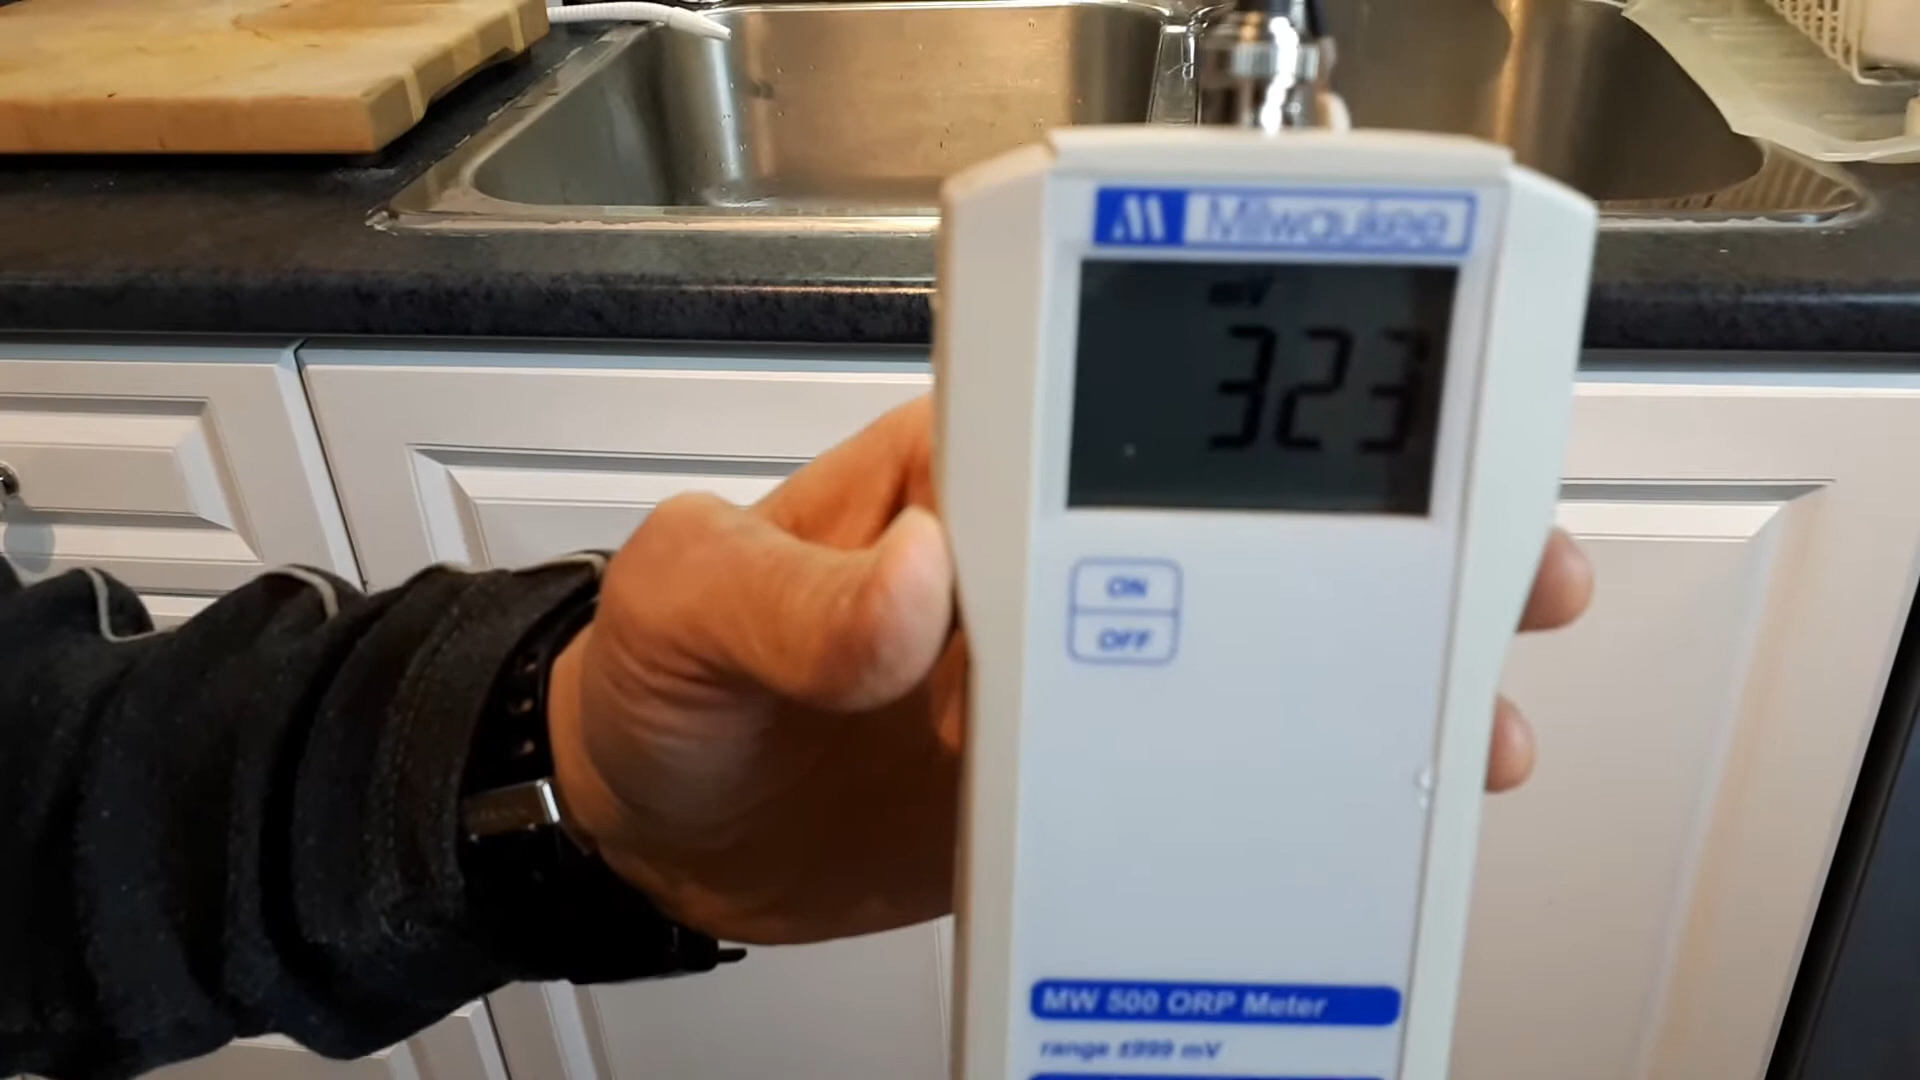 Milwaukee
mV
323
ON
OFF
MW 500 ORP Meter
range ±999 mV